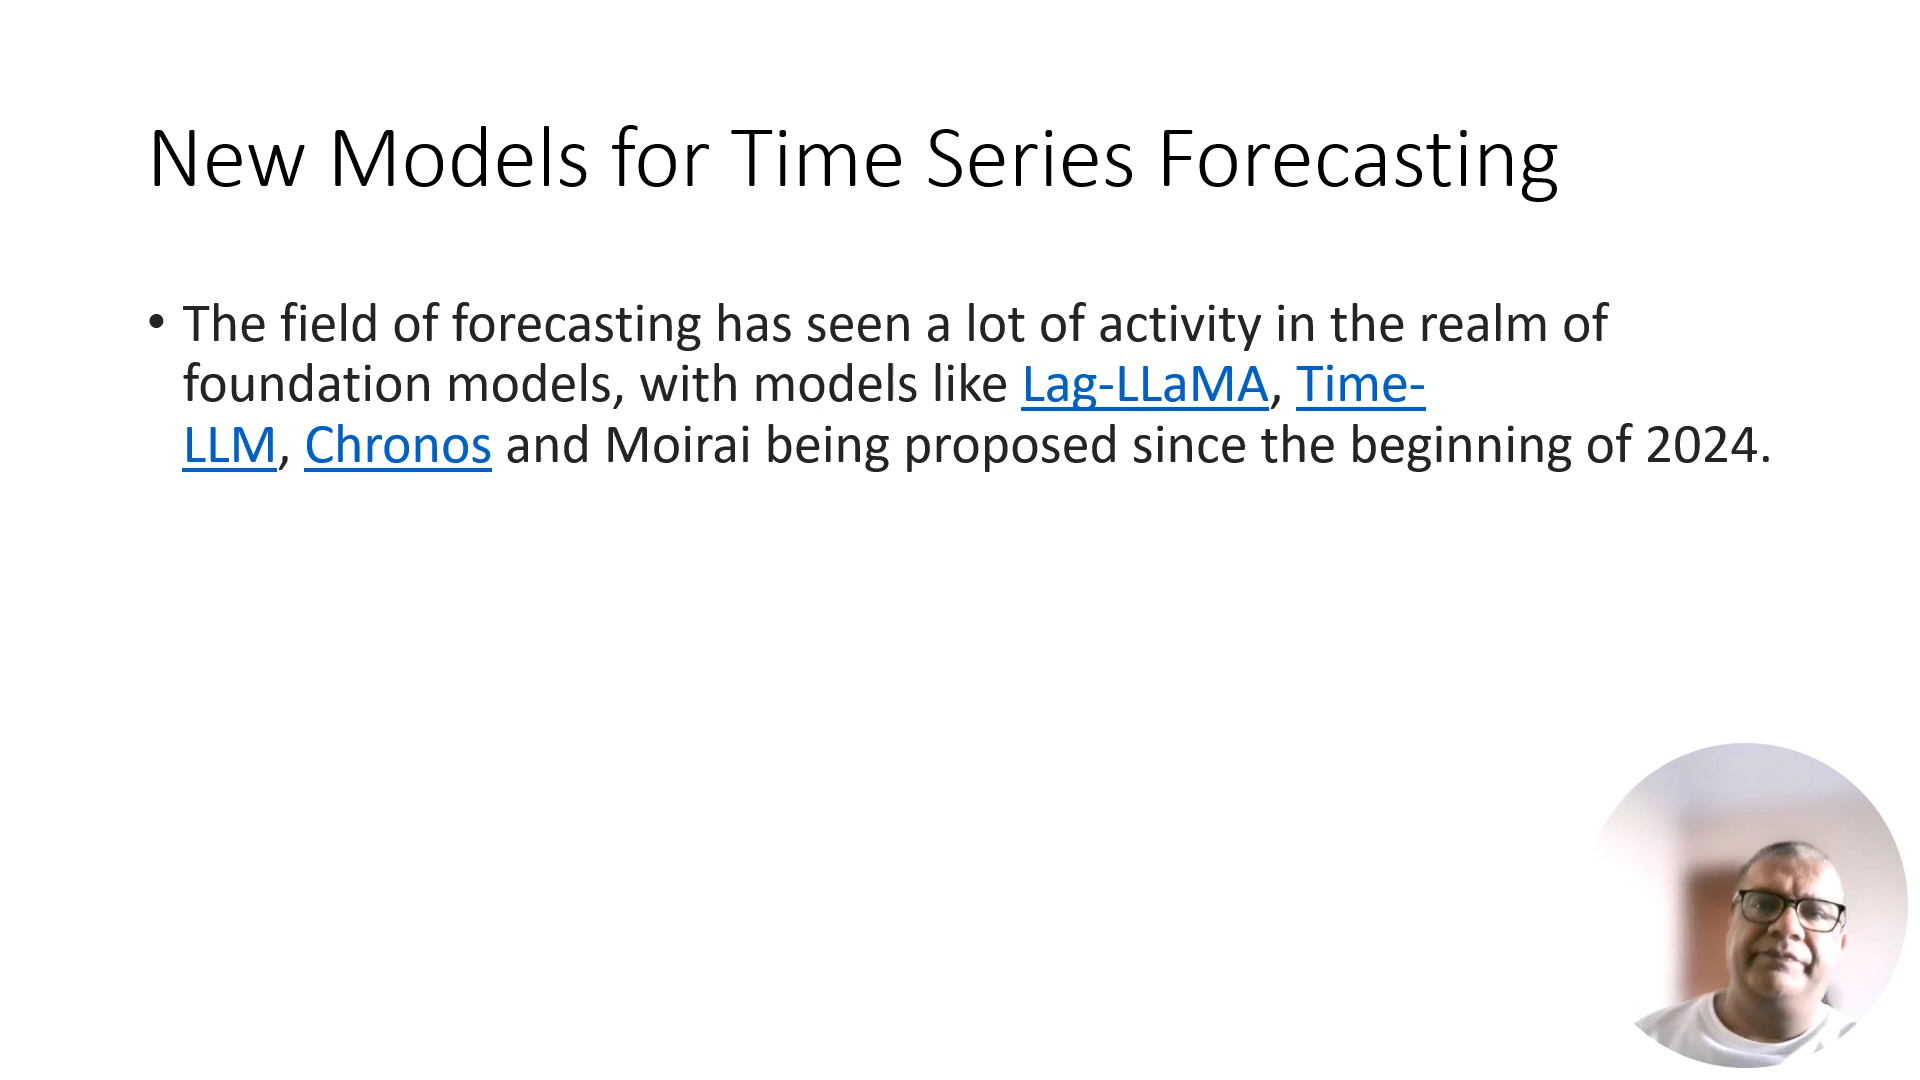 New Models for Time Series Forecasting
• The field of forecasting has seen a lot of activity in the realm of
foundation models, with models like Lag-LLaMA, Time-
LLM, Chronos and Moirai being proposed since the beginning of 2024.